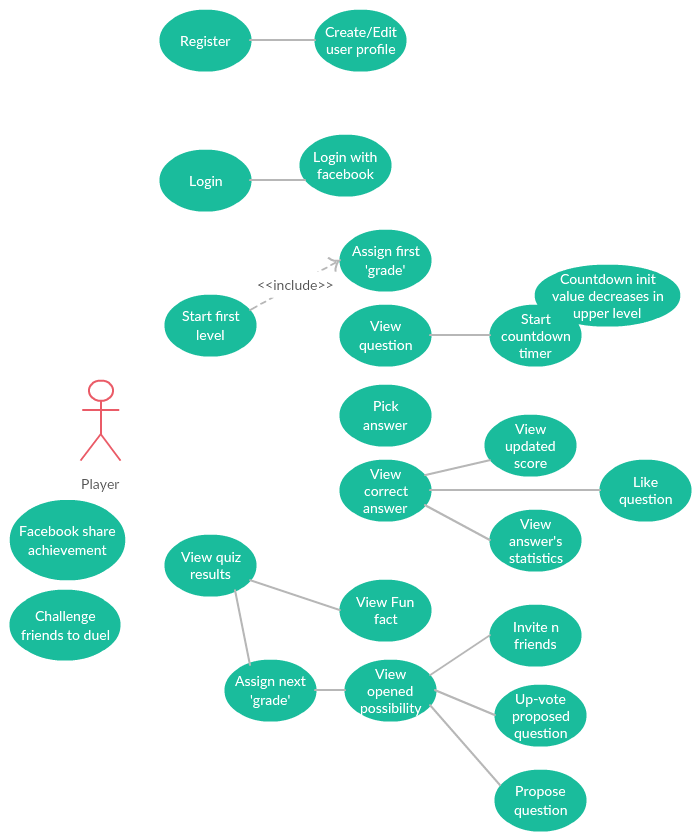 Register
Create/Edit
user profile
Login
Login with
facebook
Assign first
'grade'
<<include>>
Start first
level
View
question
Start
countdown
timer
Countdown init
value decreases in
upper level
Pick
answer
View
updated
score
View
correct
answer
Like
question
View
answer's
statistics
Player
Facebook share
achievement
Challenge
friends to duel
View quiz
results
View Fun
fact
Assign next
'grade'
View
opened
possibility
Invite n
friends
Up-vote
proposed
question
Propose
question